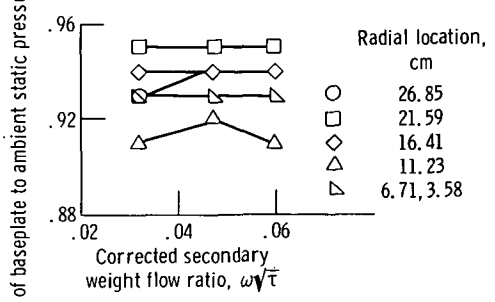 of baseplate to ambient static
.96
.92
.88
.02
.04
.06
Corrected secondary
weight flow ratio, ω√τ
Radial location,
cm
26.85
21.59
16.41
11.23
6.71, 3.58